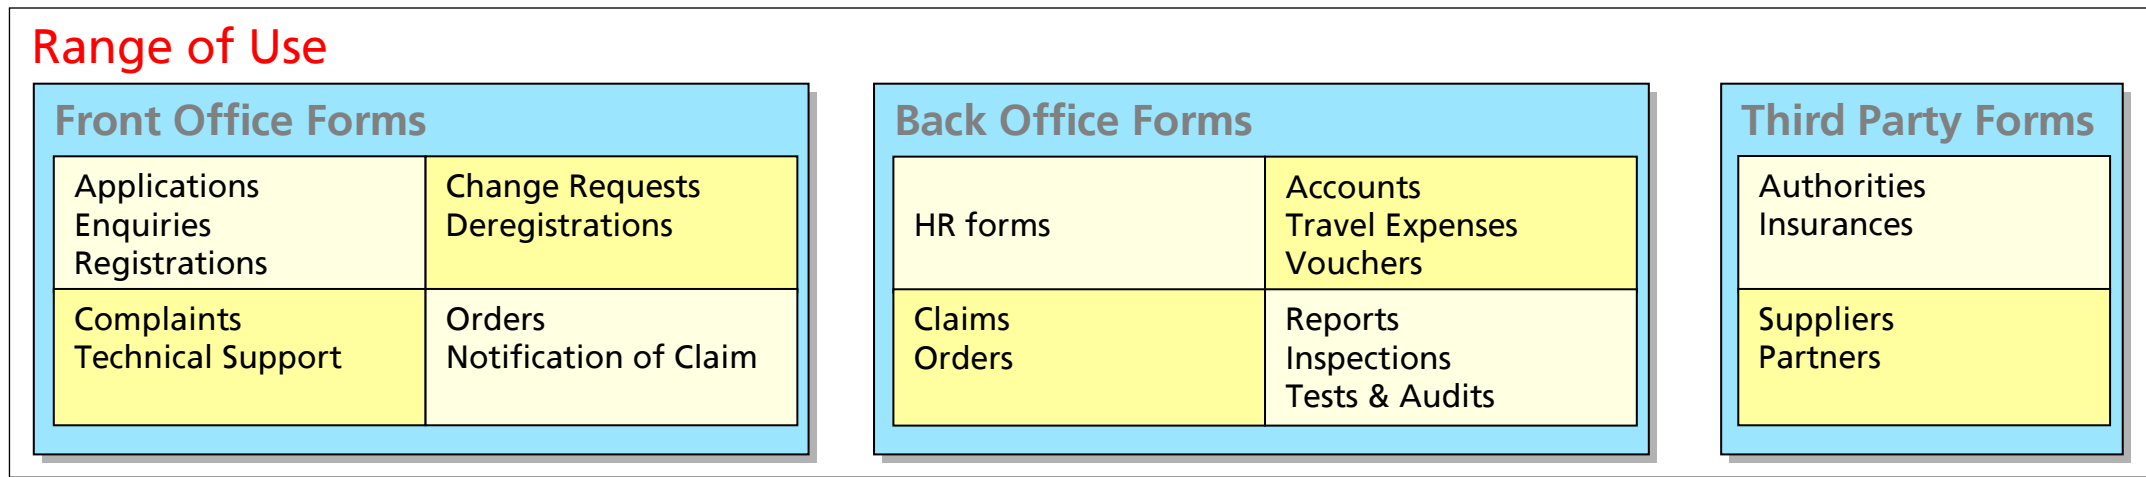 Range of Use
Front Office Forms
Applications
Enquiries
Registrations
Change Requests
Deregistrations
Complaints
Technical Support
Orders
Notification of Claim
Back Office Forms
HR forms
Accounts
Travel Expenses
Vouchers
Claims
Orders
Reports
Inspections
Tests & Audits
Third Party Forms
Authorities
Insurances
Suppliers
Partners